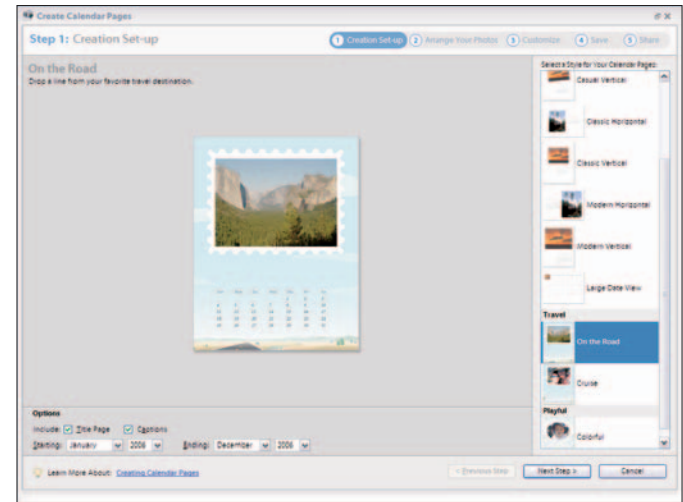 Create Calendar Pages
Step 1: Creation Set-up
1 Creation Set-up 2 Arrange Your Photos 3 Customize 4 Save 5 Share
On the Road
Drop a line from your favorite travel destination.
Select a Style for Your Calendar Pages:
Casual Vertical
Classic Horizontal
Classic Vertical
Modern Horizontal
Modern Vertical
Large Date View
Travel
On the Road
Cruise
Playful
Colorful
Options
Include: Title Page Captions
Starting: January 2006 Ending: December 2006
Learn More About: Creating Calendar Pages
< Previous Step Next Step > Cancel